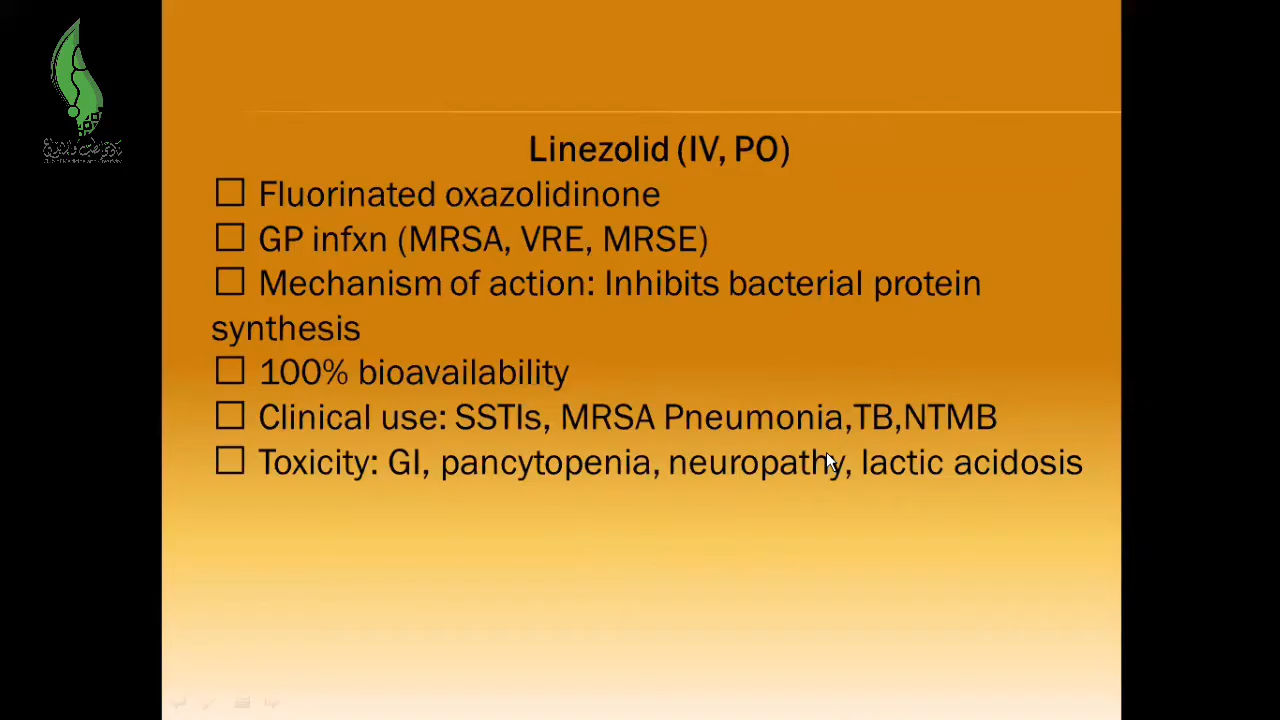 Linezolid (IV, PO)
☐ Fluorinated oxazolidinone
☐ GP infxn (MRSA, VRE, MRSE)
☐ Mechanism of action: Inhibits bacterial protein
synthesis
☐ 100% bioavailability
☐ Clinical use: SSTIs, MRSA Pneumonia,TB,NTMB
☐ Toxicity: GI, pancytopenia, neuropathy, lactic acidosis